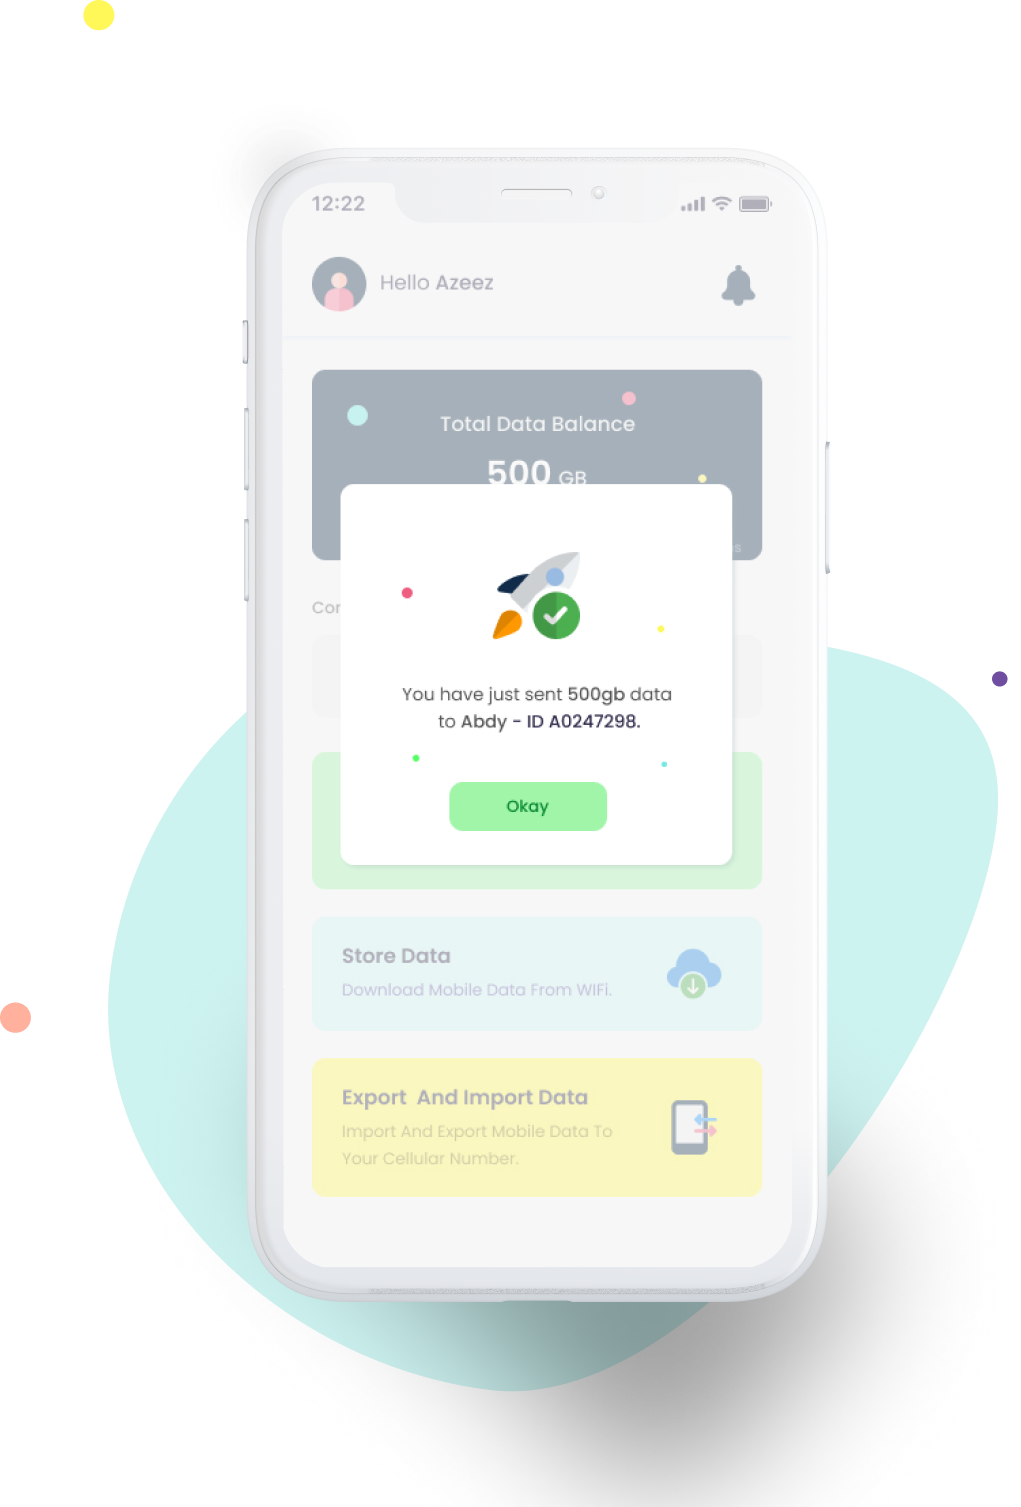 12:22
Hello Azeez
Total Data Balance
500 GB
You have just sent 500gb data
to Abdy - ID A0247298.
Okay
Store Data
Download Mobile Data From WIFi.
Export And Import Data
Import And Export Mobile Data To
Your Cellular Number.